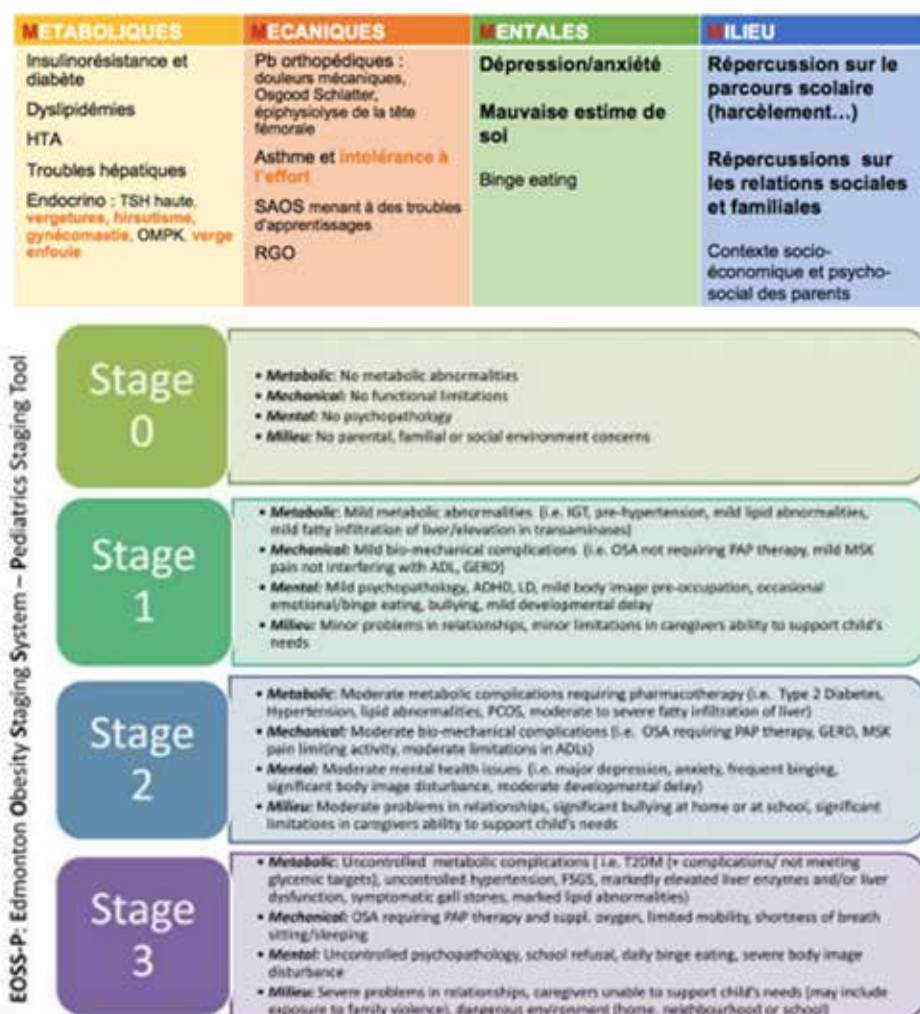 METABOLIQUES
Insulinorésistance et
diabète
Dyslipidémies
HTA
Troubles hépatiques
Endocrino : TSH haute,
vergetures, hirsutisme,
gynécomastie, OMPK, verge
enfouie
MECANIQUES
Pb orthopédiques :
douleurs mécaniques,
Osgood Schlatter,
épiphysiolyse de la tête
fémorale
Asthme et intolérance à
l'effort
SAOS menant à des troubles
d'apprentissages
RGO
MENTALES
Dépression/anxiété
Mauvaise estime de
soi
Binge eating
MILIEU
Répercussion sur le
parcours scolaire
(harcèlement…)
Répercussions sur
les relations sociales
et familiales
Contexte socio-
économique et psycho-
social des parents
EOSS-P: Edmonton Obesity Staging System – Pediatrics Staging Tool
Stage
0
• Metabolic: No metabolic abnormalities
• Mechanical: No functional limitations
• Mental: No psychopathology
• Milieu: No parental, familial or social environment concerns
Stage
1
• Metabolic: Mild metabolic abnormalities (i.e. IGT, pre-hypertension, mild lipid abnormalities,
mild fatty infiltration of liver/elevation in transaminases)
• Mechanical: Mild bio-mechanical complications (i.e. OSA not requiring PAP therapy, mild MSK
pain not interfering with ADL, GERD)
• Mental: Mild psychopathology, ADHD, LD, mild body image pre-occupation, occasional
emotional/binge eating, bullying, mild developmental delay
• Milieu: Minor problems in relationships, minor limitations in caregivers ability to support child's
needs
Stage
2
• Metabolic: Moderate metabolic complications requiring pharmacotherapy (i.e. Type 2 Diabetes,
Hypertension, lipid abnormalities, PCOS, moderate to severe fatty infiltration of liver)
• Mechanical: Moderate bio-mechanical complications (i.e. OSA requiring PAP therapy, GERD, MSK
pain limiting activity, moderate limitations in ADLs)
• Mental: Moderate mental health issues (i.e. major depression, anxiety, frequent binging,
significant body image disturbance, moderate developmental delay)
• Milieu: Moderate problems in relationships, significant bullying at home or at school, significant
limitations in caregivers ability to support child's needs
Stage
3
• Metabolic: Uncontrolled metabolic complications ( i.e. T2DM (+ complications/ not meeting
glycemic targets), uncontrolled hypertension, FSGS, markedly elevated liver enzymes and/or liver
dysfunction, symptomatic gall stones, marked lipid abnormalities)
• Mechanical: OSA requiring PAP therapy and suppl. oxygen, limited mobility, shortness of breath
sitting/sleeping
• Mental: Uncontrolled psychopathology, school refusal, daily binge eating, severe body image
disturbance
• Milieu: Severe problems in relationships, caregivers unable to support child's needs (may include
exposure to family violence), dangerous environment (home, neighbourhood or school)